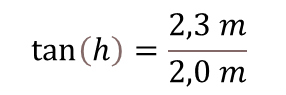 tan(h) = 2,3 m / 2,0 m